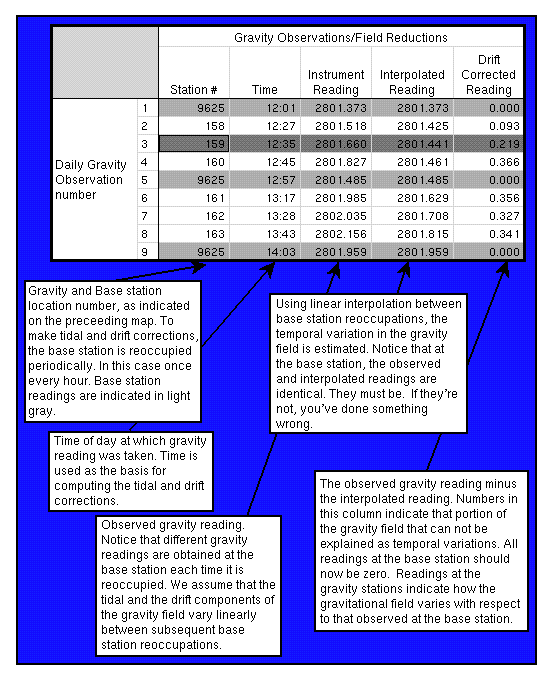 Gravity Observations/Field Reductions
Station # Time Instrument Reading Interpolated Reading Drift Corrected Reading
Daily Gravity Observation number
1 9625 12:01 2801.373 2801.373 0.000
2 158 12:27 2801.518 2801.425 0.093
3 159 12:35 2801.660 2801.441 0.219
4 160 12:45 2801.827 2801.461 0.366
5 9625 12:57 2801.485 2801.485 0.000
6 161 13:17 2801.985 2801.629 0.356
7 162 13:28 2802.035 2801.708 0.327
8 163 13:43 2802.156 2801.815 0.341
9 9625 14:03 2801.959 2801.959 0.000
Gravity and Base station
location number, as indicated
on the preceeding map. To
make tidal and drift corrections,
the base station is reoccupied
periodically. In this case once
every hour. Base station
readings are indicated in light
gray.
Using linear interpolation between
base station reoccupations, the
temporal variation in the gravity
field is estimated. Notice that at
the base station, the observed
and interpolated readings are
identical. They must be. If they're
not, you've done something
wrong.
Time of day at which gravity
reading was taken. Time is
used as the basis for
computing the tidal and drift
corrections.
The observed gravity reading minus
the interpolated reading. Numbers in
this column indicate that portion of
the gravity field that can not be
explained as temporal variations. All
readings at the base station should
now be zero. Readings at the
gravity stations indicate how the
gravitational field varies with respect
to that observed at the base station.
Observed gravity reading.
Notice that different gravity
readings are obtained at the
base station each time it is
reoccupied. We assume that the
tidal and the drift components of
the gravity field vary linearly
between subsequent base
station reoccupations.